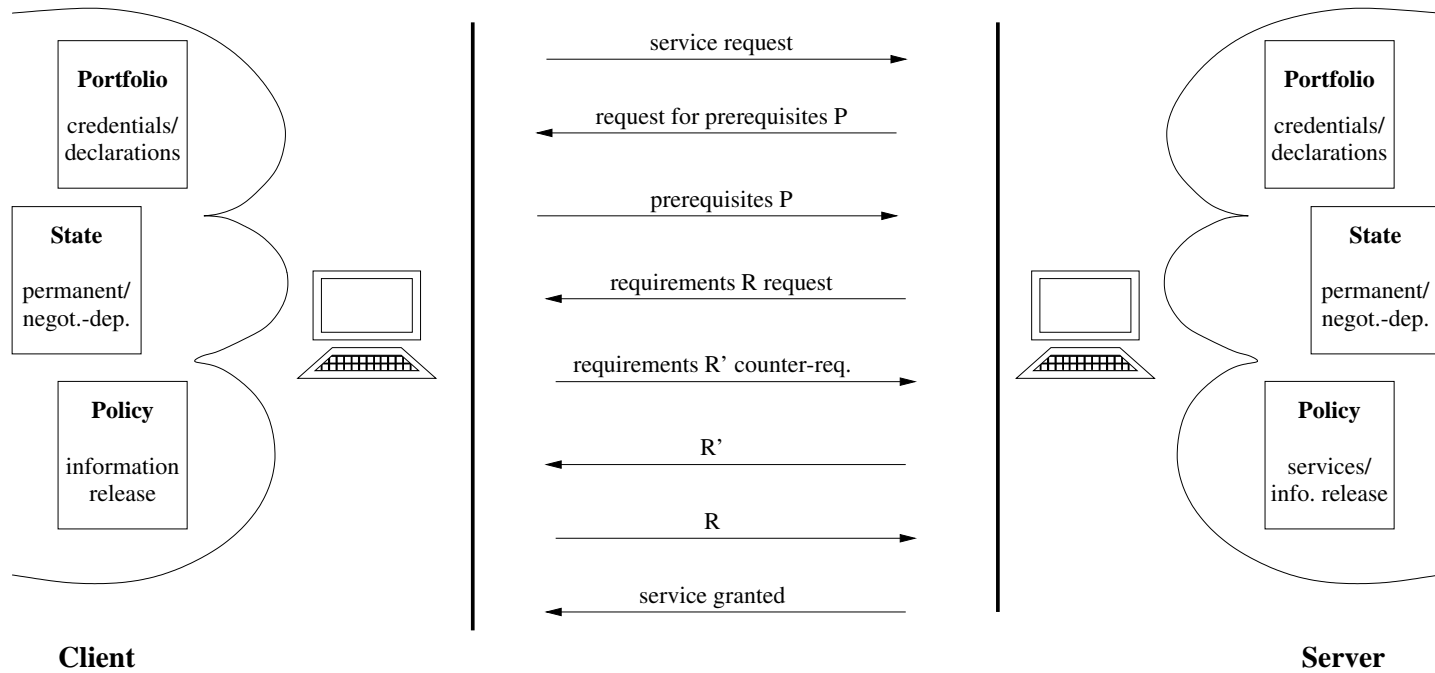 Portfolio
credentials/
declarations
State
permanent/
negot.-dep.
Policy
information
release
Client
service request
request for prerequisites P
prerequisites P
requirements R request
requirements R’ counter-req.
R’
R
service granted
Portfolio
credentials/
declarations
State
permanent/
negot.-dep.
Policy
services/
info. release
Server